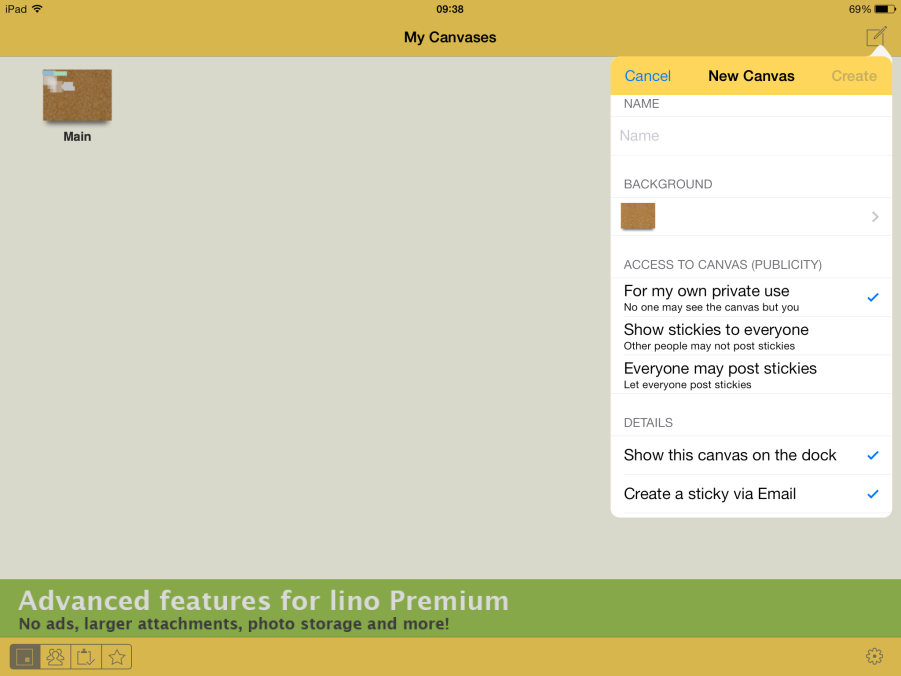 iPad 09:38 69%
My Canvases
Main
Cancel New Canvas Create
NAME
Name
BACKGROUND
ACCESS TO CANVAS (PUBLICITY)
For my own private use
No one may see the canvas but you
Show stickies to everyone
Other people may not post stickies
Everyone may post stickies
Let everyone post stickies
DETAILS
Show this canvas on the dock
Create a sticky via Email
Advanced features for lino Premium
No ads, larger attachments, photo storage and more!